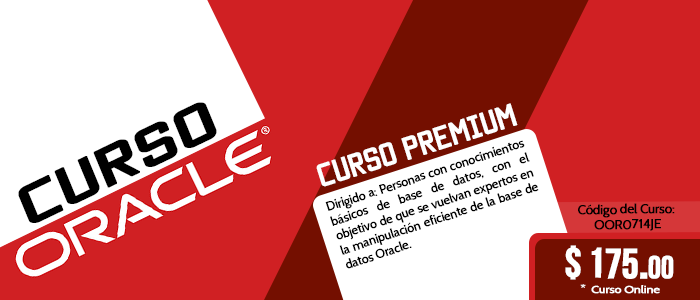 CURSO
ORACLE®
CURSO PREMIUM
Dirigido a: Personas con conocimientos
básicos de base de datos, con el
objetivo de que se vuelvan expertos en
la manipulación eficiente de la base de
datos Oracle.
Código del Curso:
OOR0714JE
$ 175.00
* Curso Online